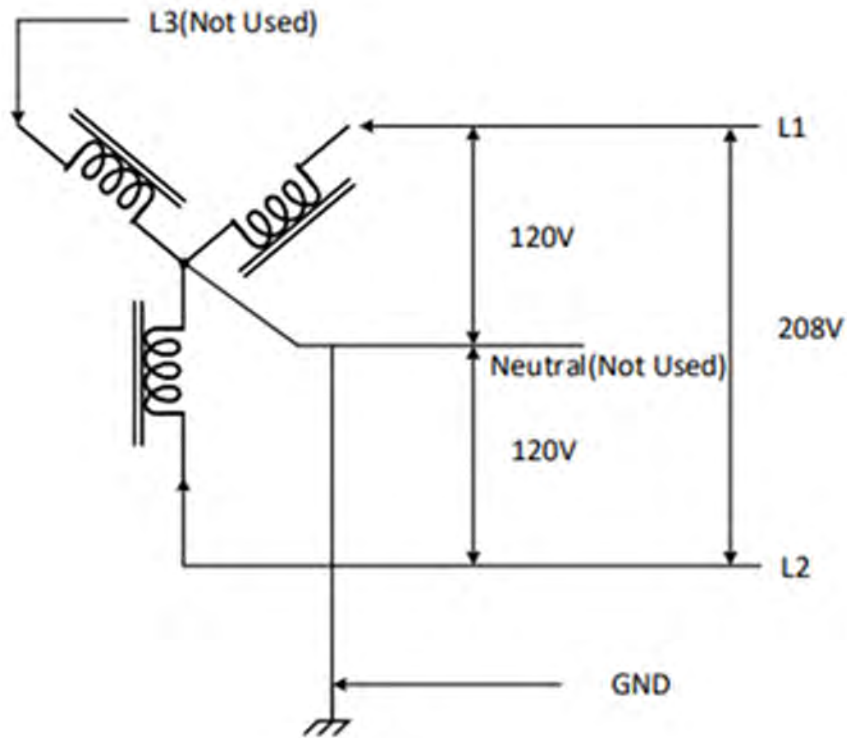 L3(Not Used)
L1
120V
208V
Neutral(Not Used)
120V
L2
GND